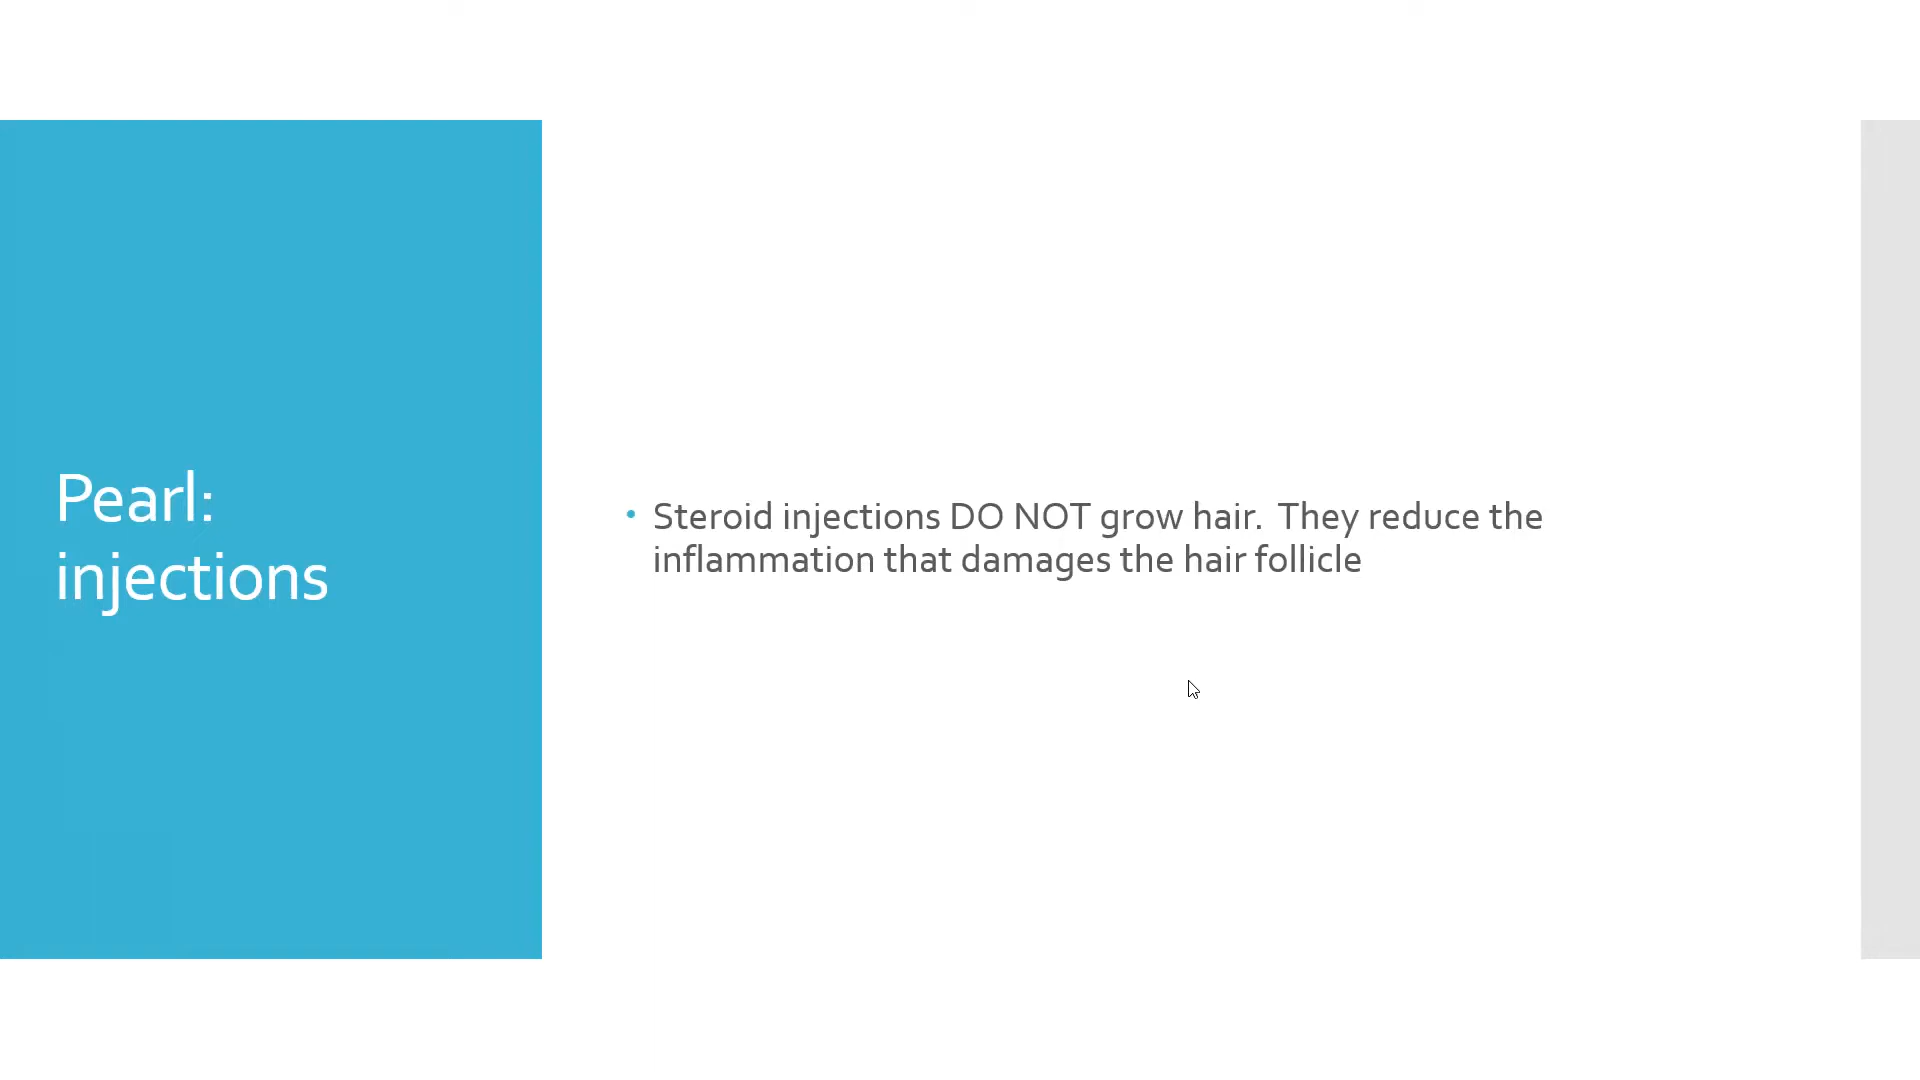 Pearl:
injections
• Steroid injections DO NOT grow hair.  They reduce the
inflammation that damages the hair follicle